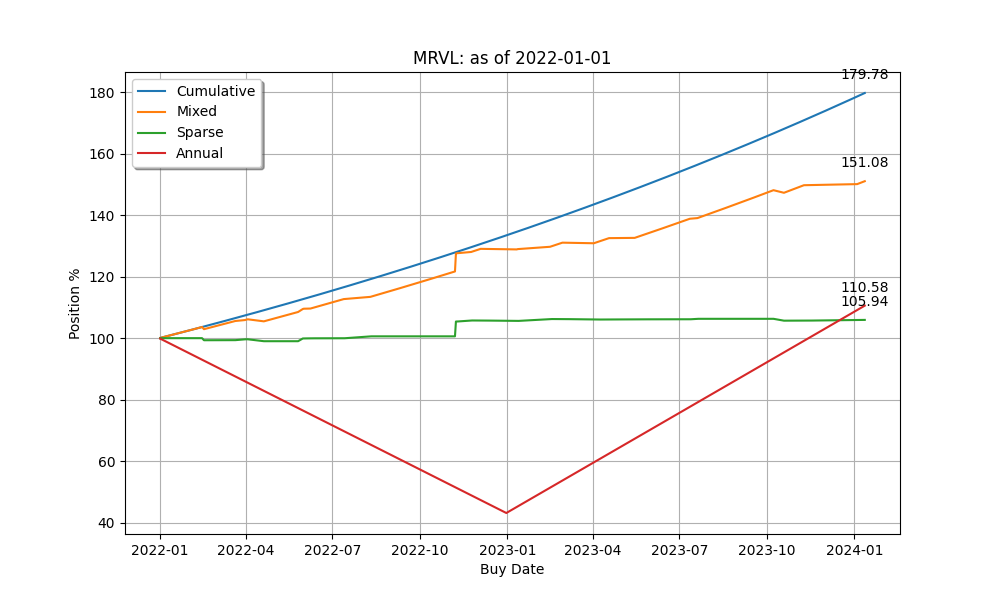 MRVL: as of 2022-01-01
179.78
180
Cumulative
Mixed
Sparse
Annual
160
151.08
140
120
110.58
105.94
100
80
60
40
Position %
2022-01 2022-04 2022-07 2022-10 2023-01 2023-04 2023-07 2023-10 2024-01
Buy Date